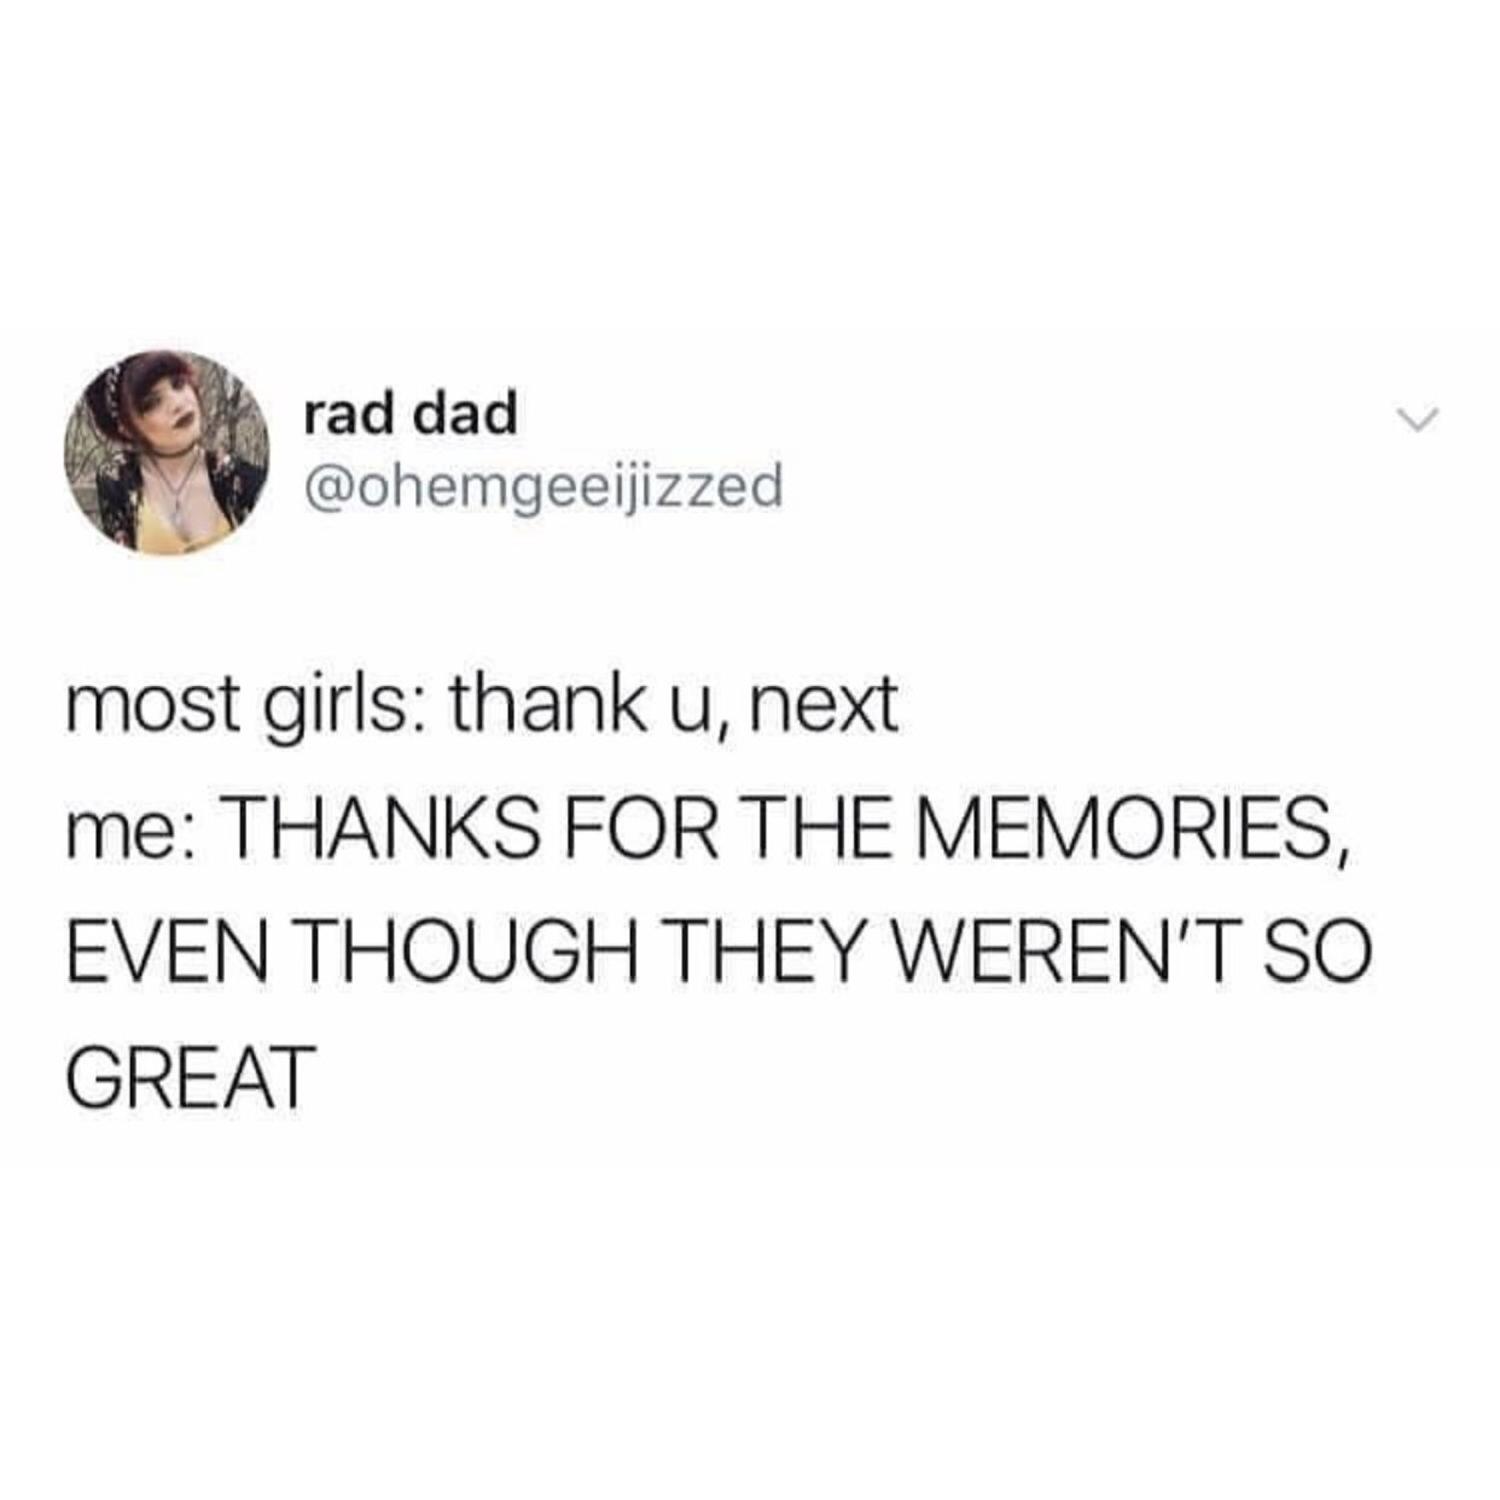 rad dad
@ohemgeeijizzed
most girls: thank u, next
me: THANKS FOR THE MEMORIES,
EVEN THOUGH THEY WEREN'T SO
GREAT